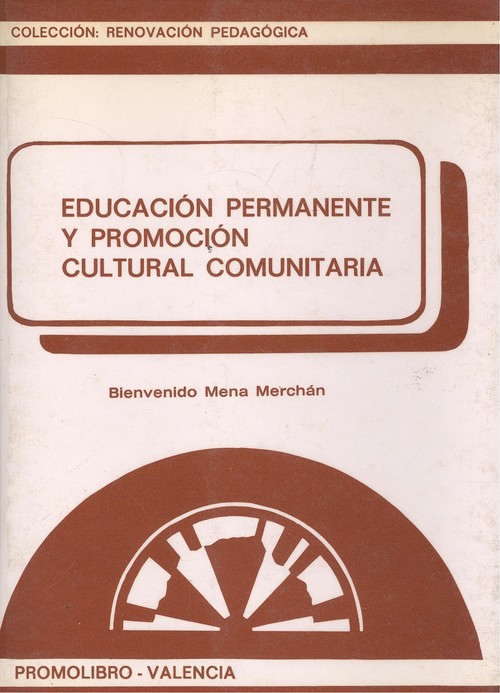 COLECCIÓN: RENOVACIÓN PEDAGÓGICA
EDUCACIÓN PERMANENTE
Y PROMOCIÓN
CULTURAL COMUNITARIA
Bienvenido Mena Merchán
PROMOLIBRO - VALENCIA